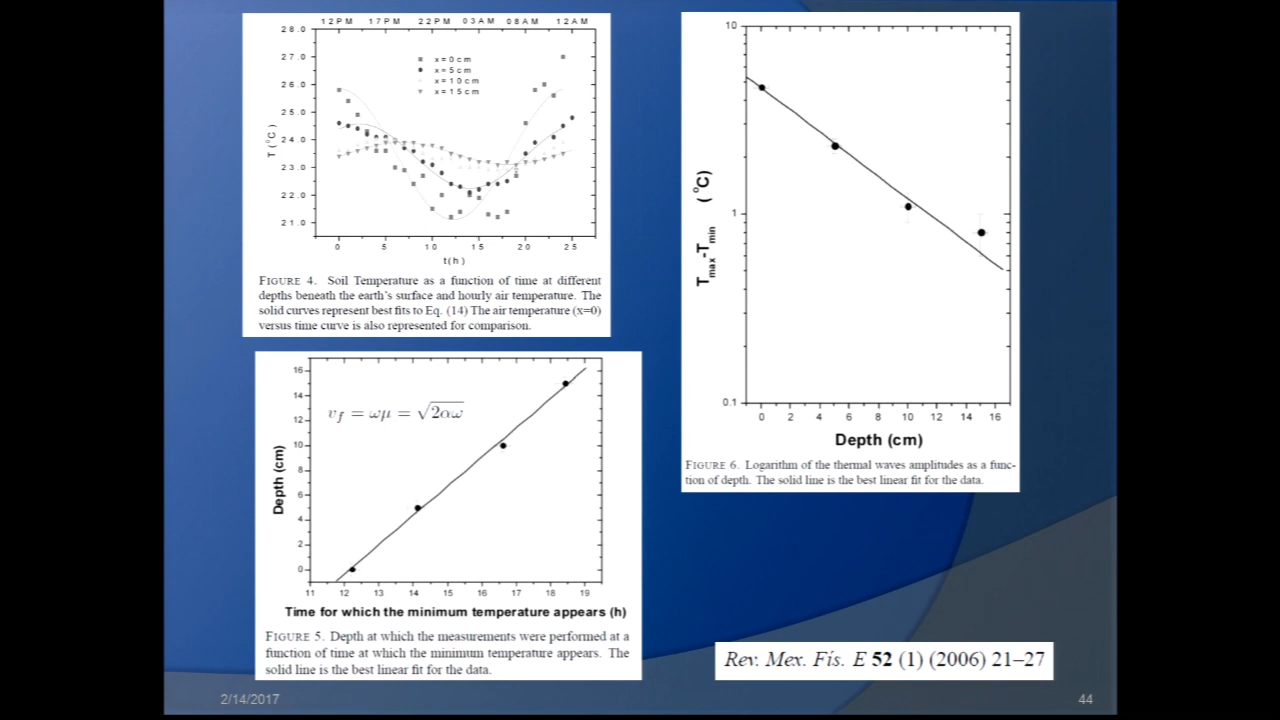 12PM 17PM 22PM 03AM 08AM 12AM
28.0
27.0
26.0
25.0
24.0
23.0
22.0
21.0
T (°C)
x=0cm
x=5cm
x=10cm
x=15cm
0 5 10 15 20 25
t(h)
FIGURE 4. Soil Temperature as a function of time at different
depths beneath the earth's surface and hourly air temperature. The
solid curves represent best fits to Eq. (14) The air temperature (x=0)
versus time curve is also represented for comparison.
16
14
12
10
8
6
4
2
0
Depth (cm)
v_f = ωμ = √2αω
11 12 13 14 15 16 17 18 19
Time for which the minimum temperature appears (h)
FIGURE 5. Depth at which the measurements were performed at a
function of time at which the minimum temperature appears. The
solid line is the best linear fit for the data.
10
1
0.1
T_max-T_min (°C)
0 2 4 6 8 10 12 14 16
Depth (cm)
FIGURE 6. Logarithm of the thermal waves amplitudes as a func-
tion of depth. The solid line is the best linear fit for the data.
Rev. Mex. Fís. E 52 (1) (2006) 21–27
2/14/2017
44